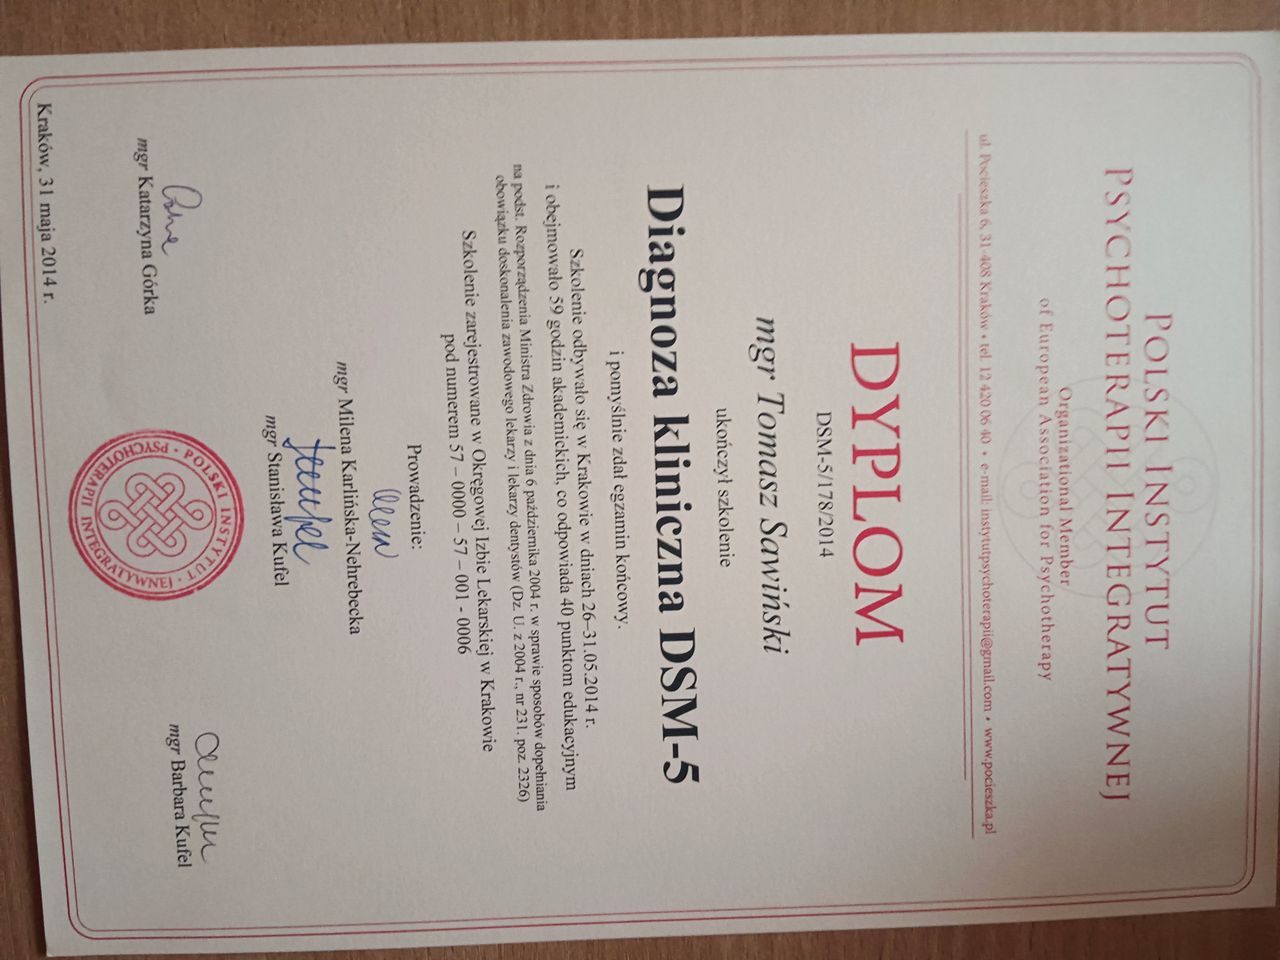 POLSKI INSTYTUT
PSYCHOTERAPII INTEGRATYWNEJ
Organizational Member
of European Association for Psychotherapy
ul. Pocieszka 6, 31-408 Kraków • tel. 12 420 06 40 • e-mail: instytutpsychoterapii@gmail.com • www.pocieszka.pl
DYPLOM
DSM-5/178/2014
mgr Tomasz Sawiński
ukończył szkolenie
Diagnoza kliniczna DSM-5
i pomyślnie zdał egzamin końcowy.
Szkolenie odbywało się w Krakowie w dniach 26–31.05.2014 r.
i obejmowało 59 godzin akademickich, co odpowiada 40 punktom edukacyjnym
na podst. Rozporządzenia Ministra Zdrowia z dnia 6 października 2004 r. w sprawie sposobów dopełniania
obowiązku doskonalenia zawodowego lekarzy i lekarzy dentystów (Dz. U. z 2004 r., nr 231. poz. 2326)
Szkolenie zarejestrowane w Okręgowej Izbie Lekarskiej w Krakowie
pod numerem 57 – 0000 – 57 – 001 - 0006
Prowadzenie:
mgr Milena Karlińska-Nehrebecka
mgr Stanisława Kufel
mgr Katarzyna Górka
mgr Barbara Kufel
POLSKI INSTYTUT • PSYCHOTERAPII INTEGRATYWNEJ •
Kraków, 31 maja 2014 r.